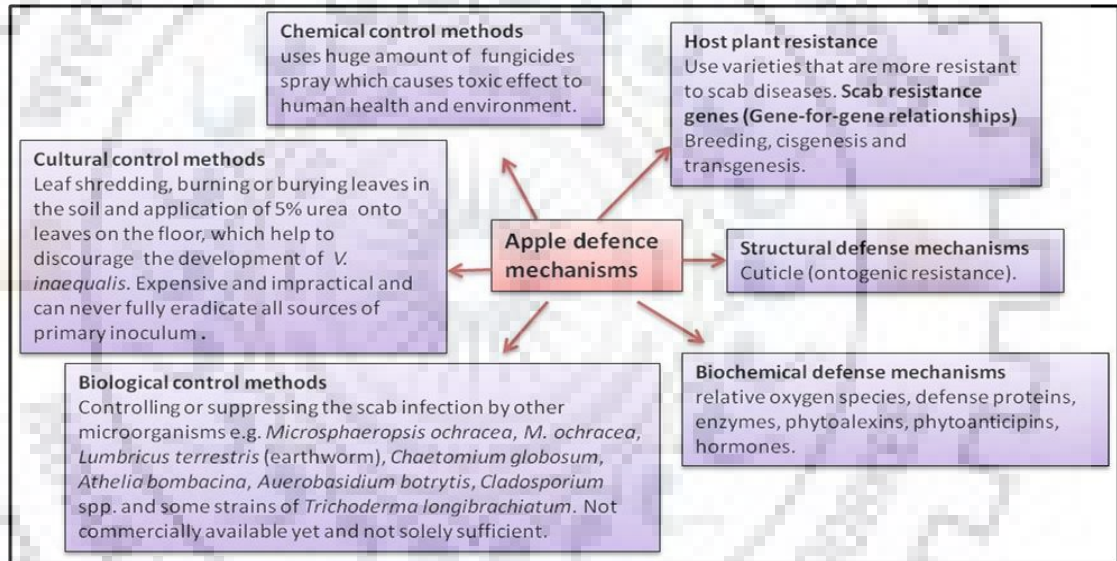 Chemical control methods
uses huge amount of fungicides
spray which causes toxic effect to
human health and environment.
Host plant resistance
Use varieties that are more resistant
to scab diseases. Scab resistance
genes (Gene-for-gene relationships)
Breeding, cisgenesis and
transgenesis.
Cultural control methods
Leaf shredding, burning or burying leaves in
the soil and application of 5% urea onto
leaves on the floor, which help to
discourage the development of V.
inaequalis. Expensive and impractical and
can never fully eradicate all sources of
primary inoculum .
Apple defence
mechanisms
Structural defense mechanisms
Cuticle (ontogenic resistance).
Biological control methods
Controlling or suppressing the scab infection by other
microorganisms e.g. Microsphaeropsis ochracea, M. ochracea,
Lumbricus terrestris (earthworm), Chaetomium globosum,
Athelia bombacina, Auerobasidium botrytis, Cladosporium
spp. and some strains of Trichoderma longibrachiatum. Not
commercially available yet and not solely sufficient.
Biochemical defense mechanisms
relative oxygen species, defense proteins,
enzymes, phytoalexins, phytoanticipins,
hormones.